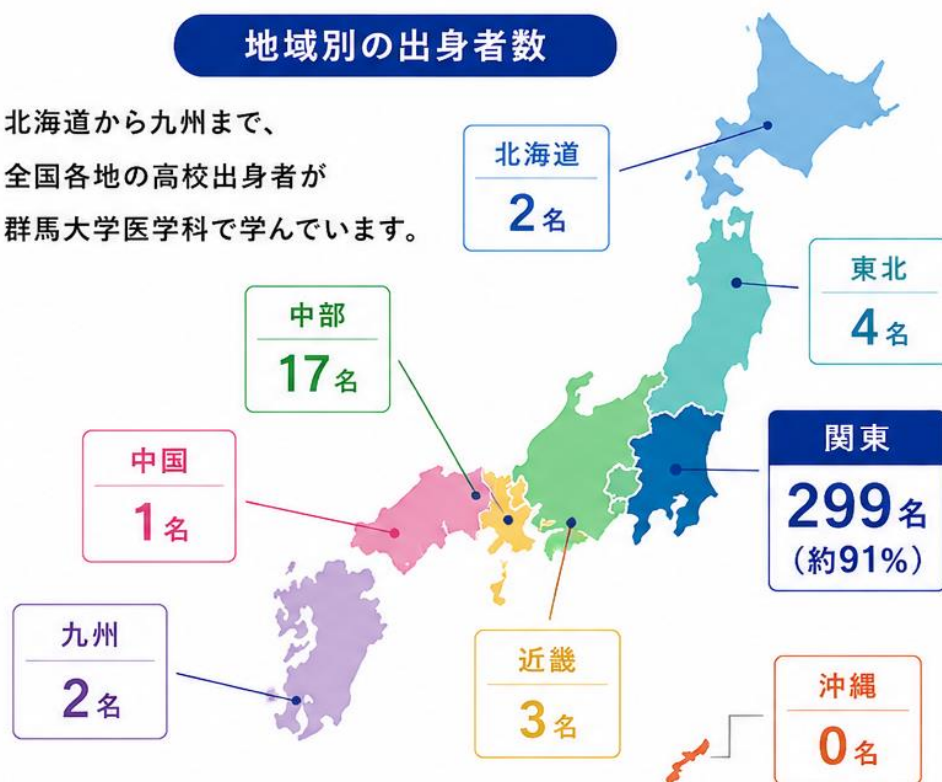 地域別の出身者数
北海道から九州まで、
全国各地の高校出身者が
群馬大学医学科で学んでいます。
北海道
2名
東北
4名
中部
17名
関東
299名
(約91%)
中国
1名
九州
2名
近畿
3名
沖縄
0名